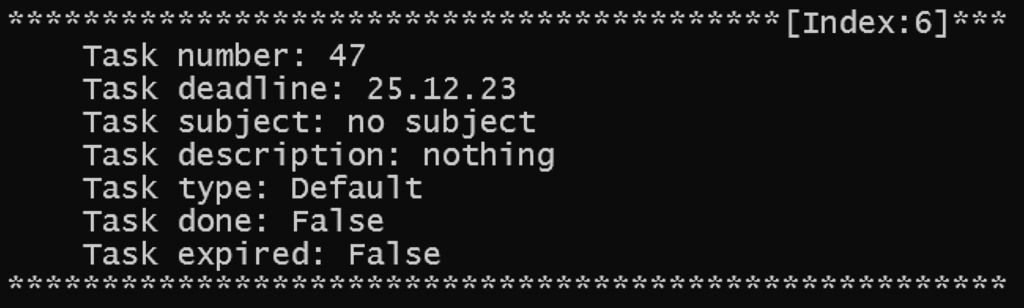 *****************************************[Index:6]***
Task number: 47
Task deadline: 25.12.23
Task subject: no subject
Task description: nothing
Task type: Default
Task done: False
Task expired: False
*****************************************************